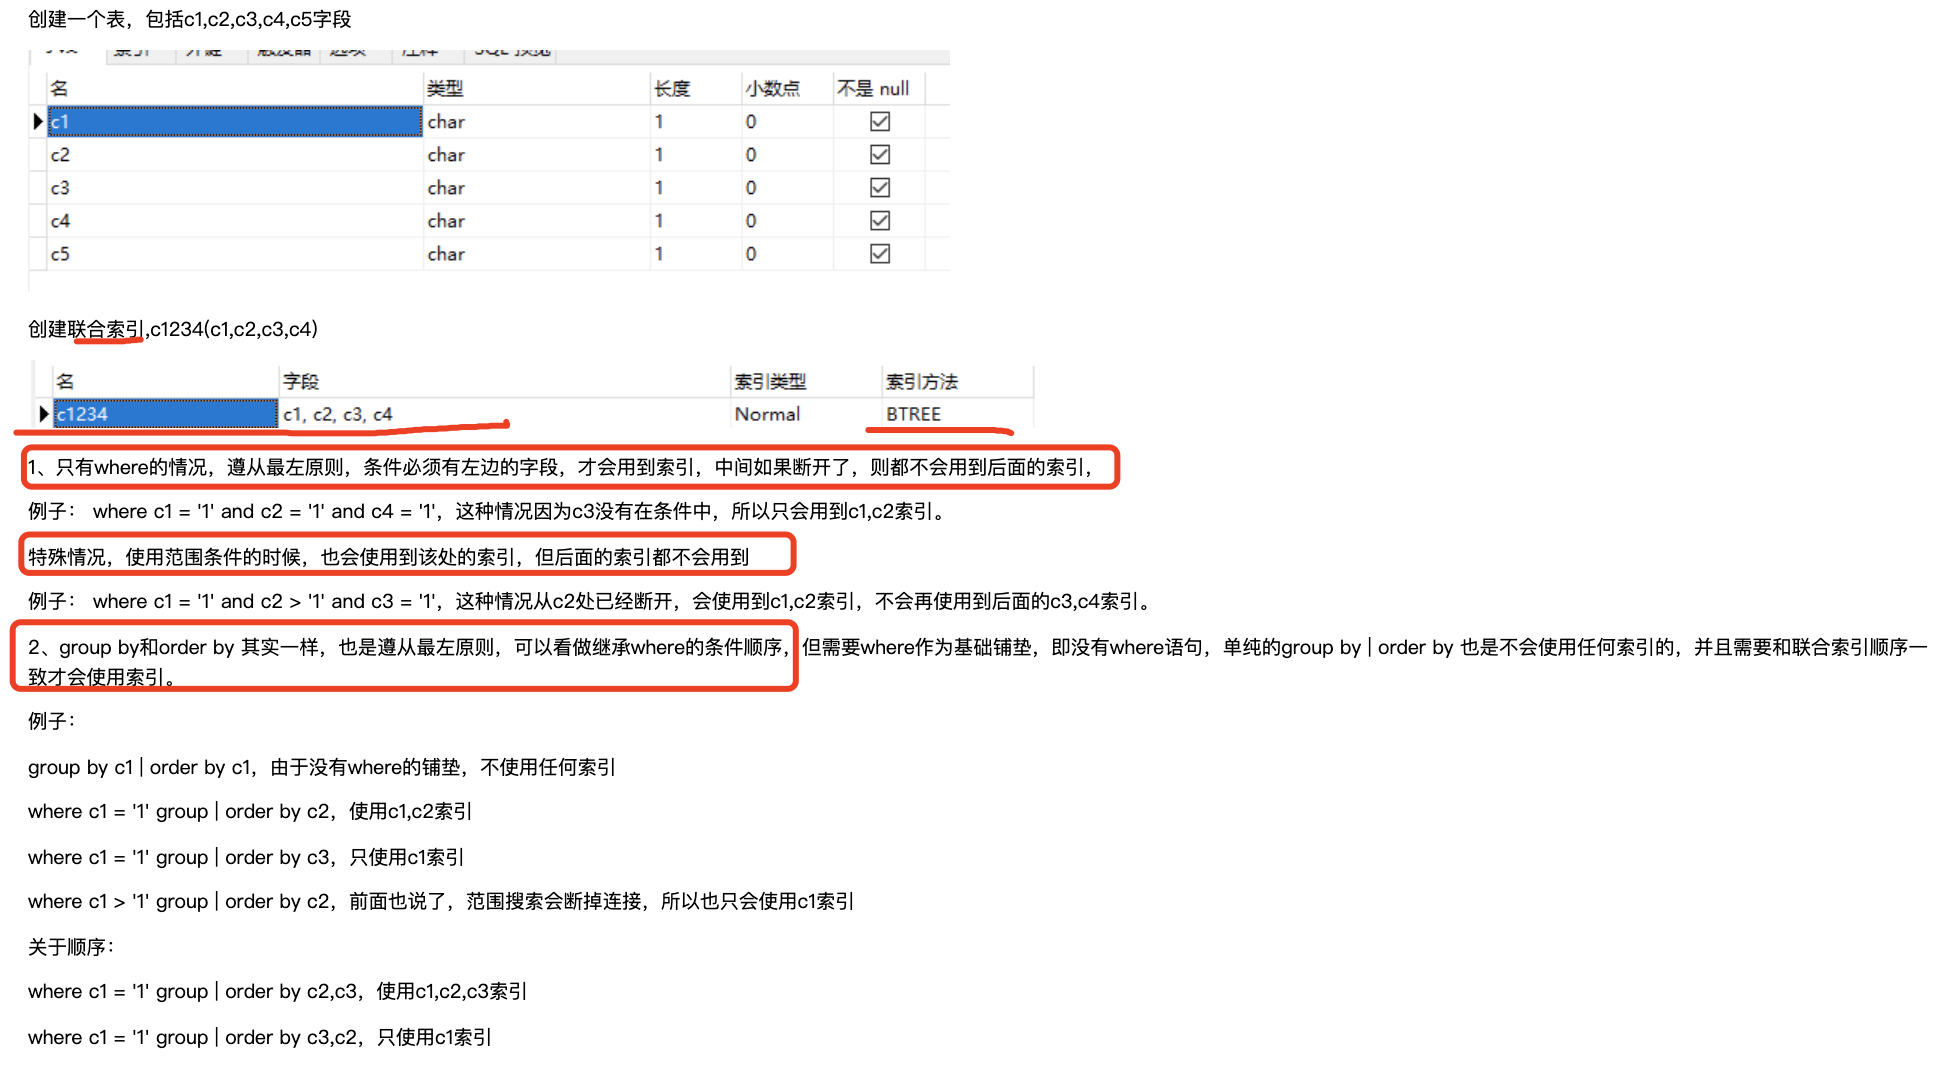 创建一个表，包括c1,c2,c3,c4,c5字段
索引 外键 触发器 选项 注释 SQL 预览
名 类型 长度 小数点 不是 null
c1 char 1 0
c2 char 1 0
c3 char 1 0
c4 char 1 0
c5 char 1 0
创建联合索引,c1234(c1,c2,c3,c4)
名 字段 索引类型 索引方法
c1234 c1, c2, c3, c4 Normal BTREE
1、只有where的情况，遵从最左原则，条件必须有左边的字段，才会用到索引，中间如果断开了，则都不会用到后面的索引，
例子： where c1 = '1' and c2 = '1' and c4 = '1'，这种情况因为c3没有在条件中，所以只会用到c1,c2索引。
特殊情况，使用范围条件的时候，也会使用到该处的索引，但后面的索引都不会用到
例子： where c1 = '1' and c2 > '1' and c3 = '1'，这种情况从c2处已经断开，会使用到c1,c2索引，不会再使用到后面的c3,c4索引。
2、group by和order by 其实一样，也是遵从最左原则，可以看做继承where的条件顺序，但需要where作为基础铺垫，即没有where语句，单纯的group by | order by 也是不会使用任何索引的，并且需要和联合索引顺序一
致才会使用索引。
例子：
group by c1 | order by c1，由于没有where的铺垫，不使用任何索引
where c1 = '1' group | order by c2，使用c1,c2索引
where c1 = '1' group | order by c3，只使用c1索引
where c1 > '1' group | order by c2，前面也说了，范围搜索会断掉连接，所以也只会使用c1索引
关于顺序：
where c1 = '1' group | order by c2,c3，使用c1,c2,c3索引
where c1 = '1' group | order by c3,c2，只使用c1索引